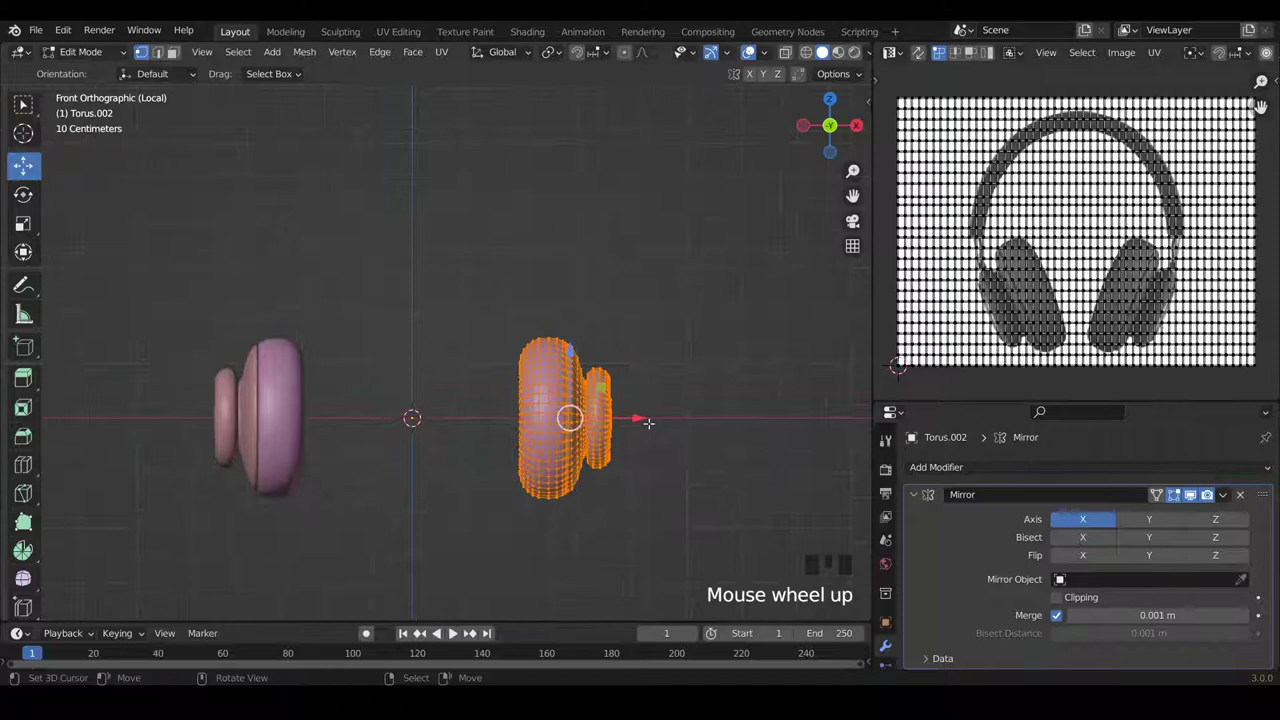 File Edit Render Window Help
Layout Modeling Sculpting UV Editing Texture Paint Shading Animation Rendering Compositing Geometry Nodes Scripting
Scene
ViewLayer
Edit Mode View Select Add Mesh Vertex Edge Face UV
Global
View Select Image UV
Orientation: Default Drag: Select Box
X Y Z Options
Front Orthographic (Local)
(1) Torus.002
10 Centimeters
Z
-Y X
Mouse wheel up
Torus.002 Mirror
Add Modifier
Mirror
Axis X Y Z
Bisect X Y Z
Flip X Y Z
Mirror Object
Clipping
Merge 0.001 m
Bisect Distance 0.001 m
Data
Playback Keying View Marker
1 Start 1 End 250
1 20 40 60 80 100 120 140 160 180 200 220 240
Set 3D Cursor Move Rotate View Select Move
3.0.0